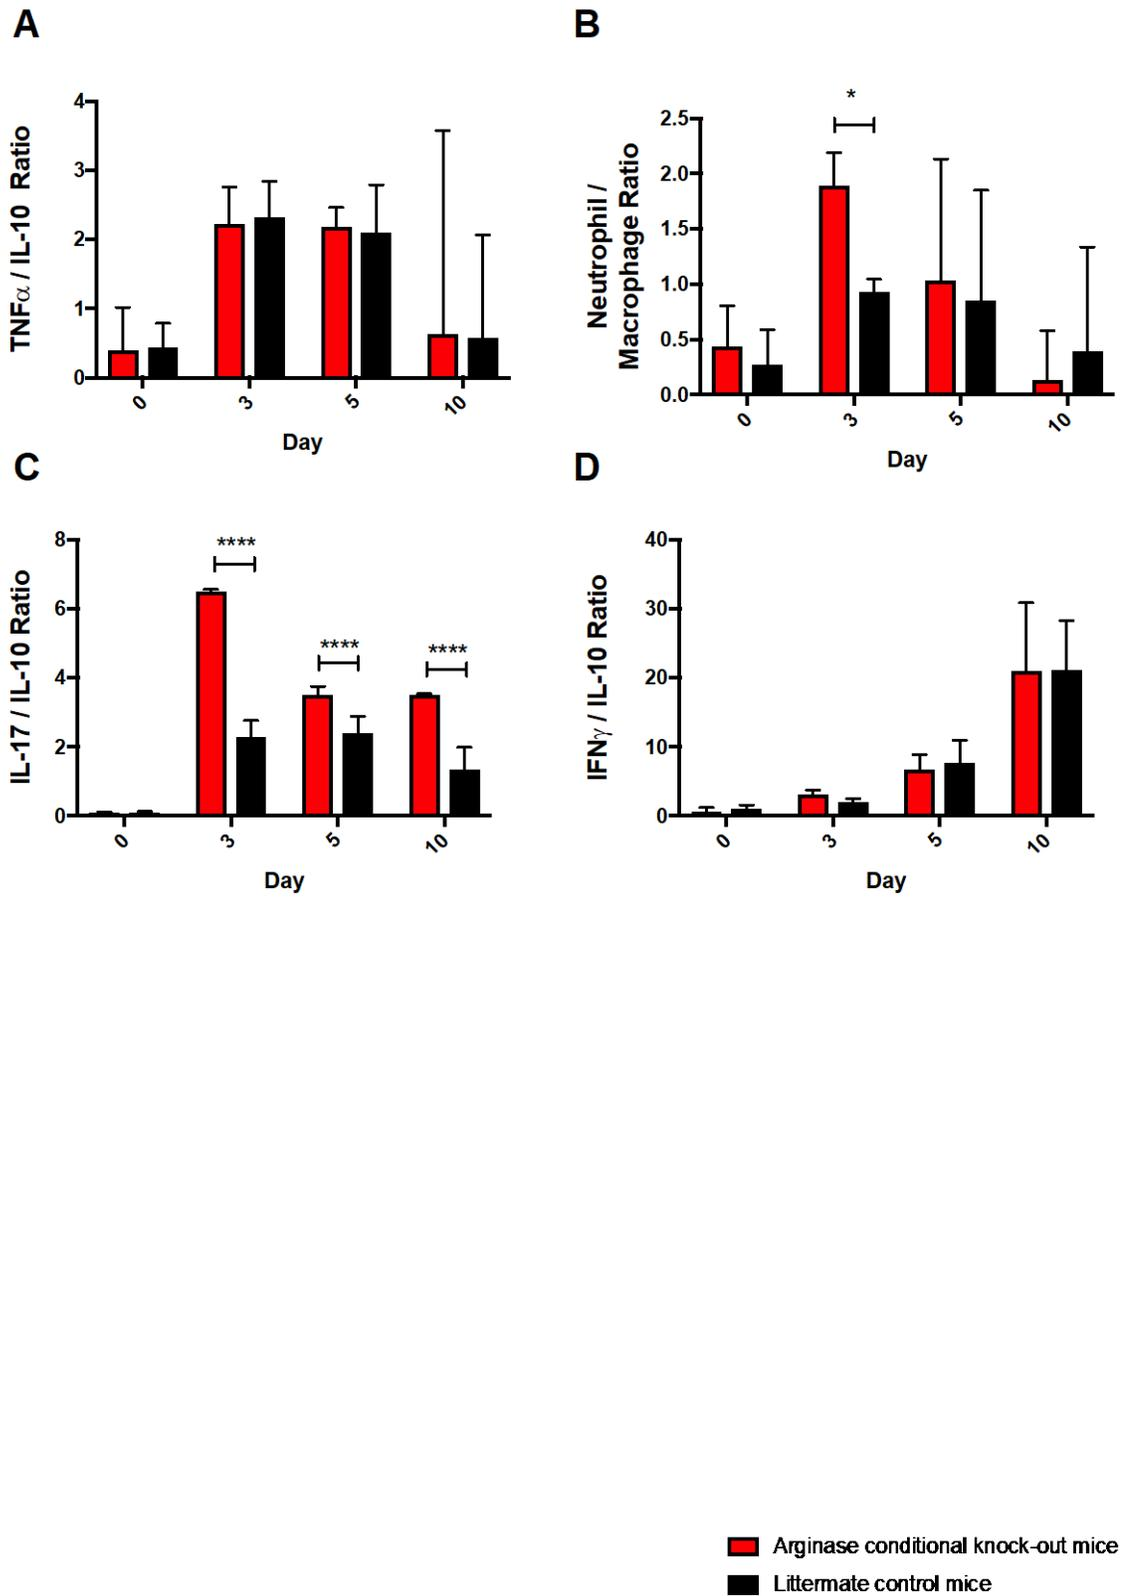 A
TNFα / IL-10 Ratio
4
3
2
1
0
0
3
5
10
Day
B
Neutrophil /
Macrophage Ratio
2.5
2.0
1.5
1.0
0.5
0.0
*
0
3
5
10
Day
C
IL-17 / IL-10 Ratio
8
6
4
2
0
****
****
****
0
3
5
10
Day
D
IFNγ / IL-10 Ratio
40
30
20
10
0
0
3
5
10
Day
Arginase conditional knock-out mice
Littermate control mice